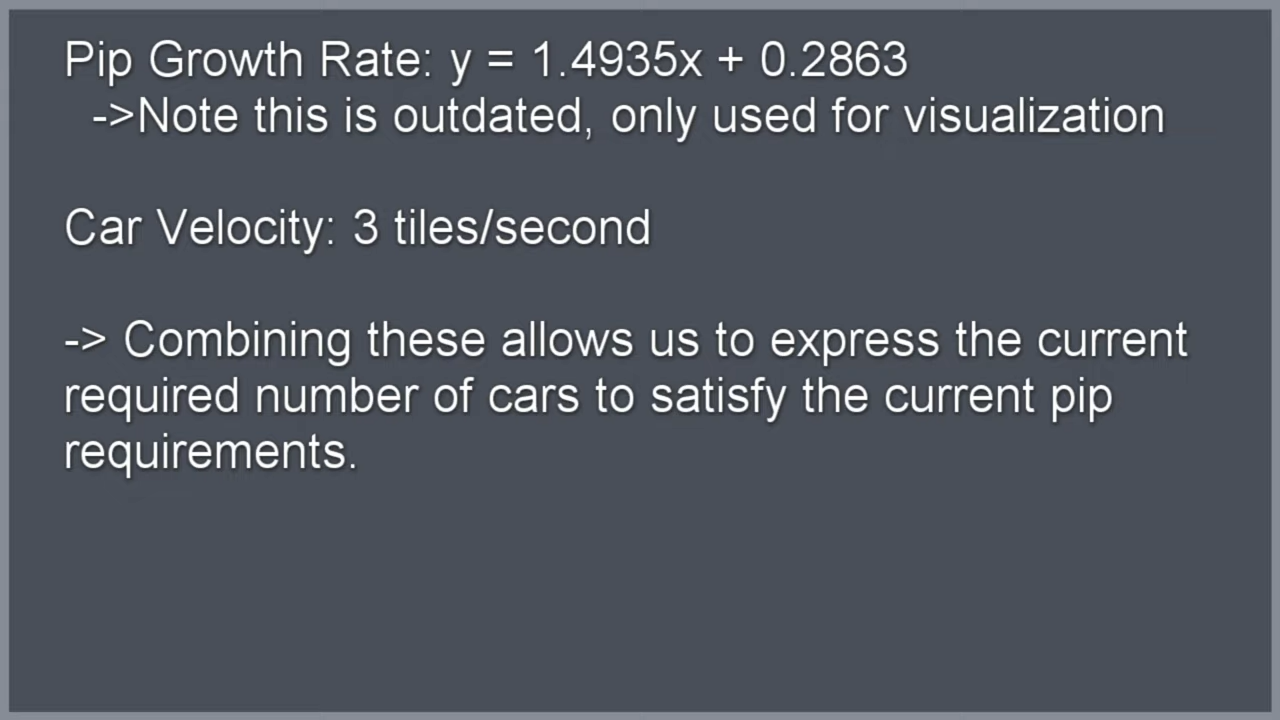 Pip Growth Rate: y = 1.4935x + 0.2863
->Note this is outdated, only used for visualization
Car Velocity: 3 tiles/second
-> Combining these allows us to express the current
required number of cars to satisfy the current pip
requirements.